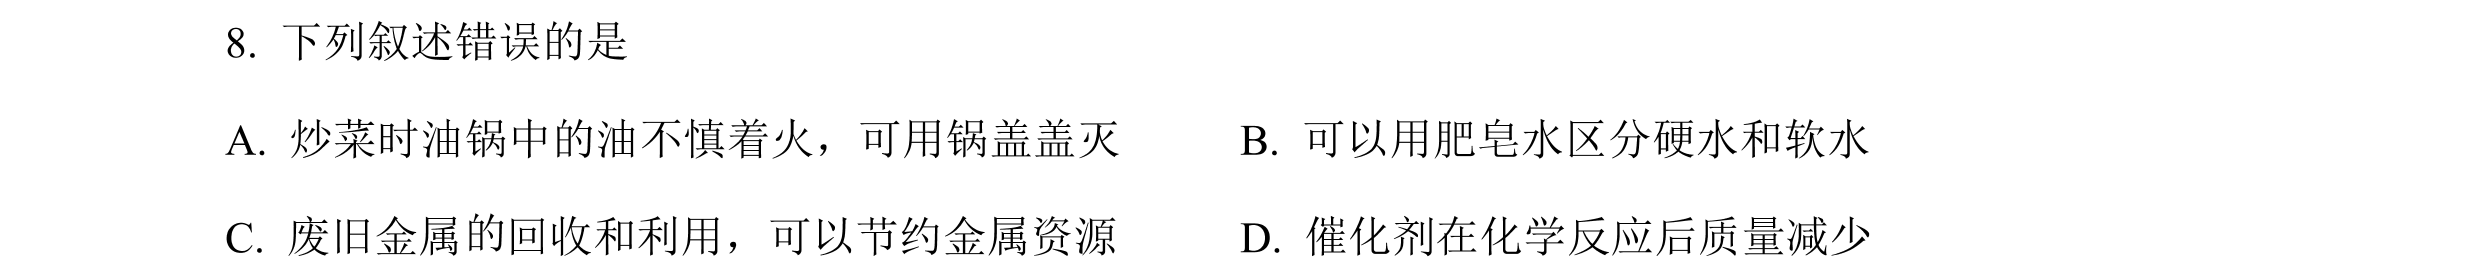 8. 下列叙述错误的是
A. 炒菜时油锅中的油不慎着火，可用锅盖盖灭 B. 可以用肥皂水区分硬水和软水
C. 废旧金属的回收和利用，可以节约金属资源 D. 催化剂在化学反应后质量减少